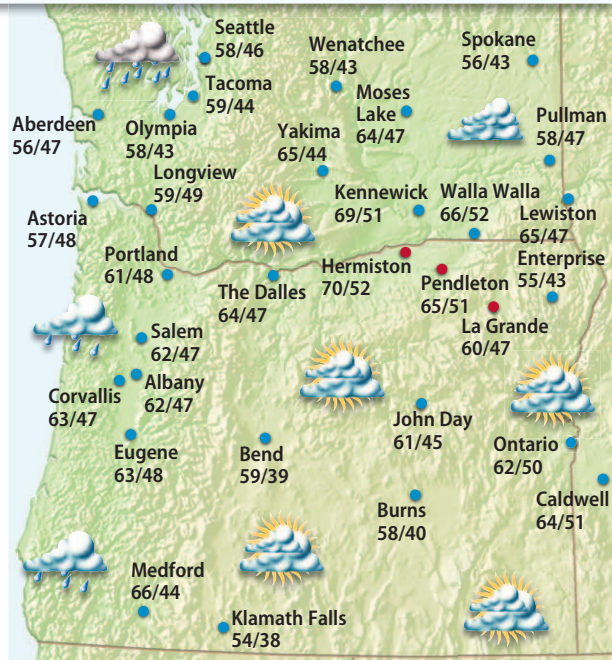 Seattle
58/46
Wenatchee
58/43
Spokane
56/43
Tacoma
59/44
Moses
Lake
64/47
Aberdeen
56/47
Olympia
58/43
Yakima
65/44
Pullman
58/47
Longview
59/49
Kennewick
69/51
Walla Walla
66/52
Lewiston
65/47
Astoria
57/48
Portland
61/48
The Dalles
64/47
Hermiston
70/52
Pendleton
65/51
Enterprise
55/43
La Grande
60/47
Salem
62/47
Albany
62/47
Corvallis
63/47
Eugene
63/48
Bend
59/39
John Day
61/45
Ontario
62/50
Caldwell
64/51
Burns
58/40
Medford
66/44
Klamath Falls
54/38